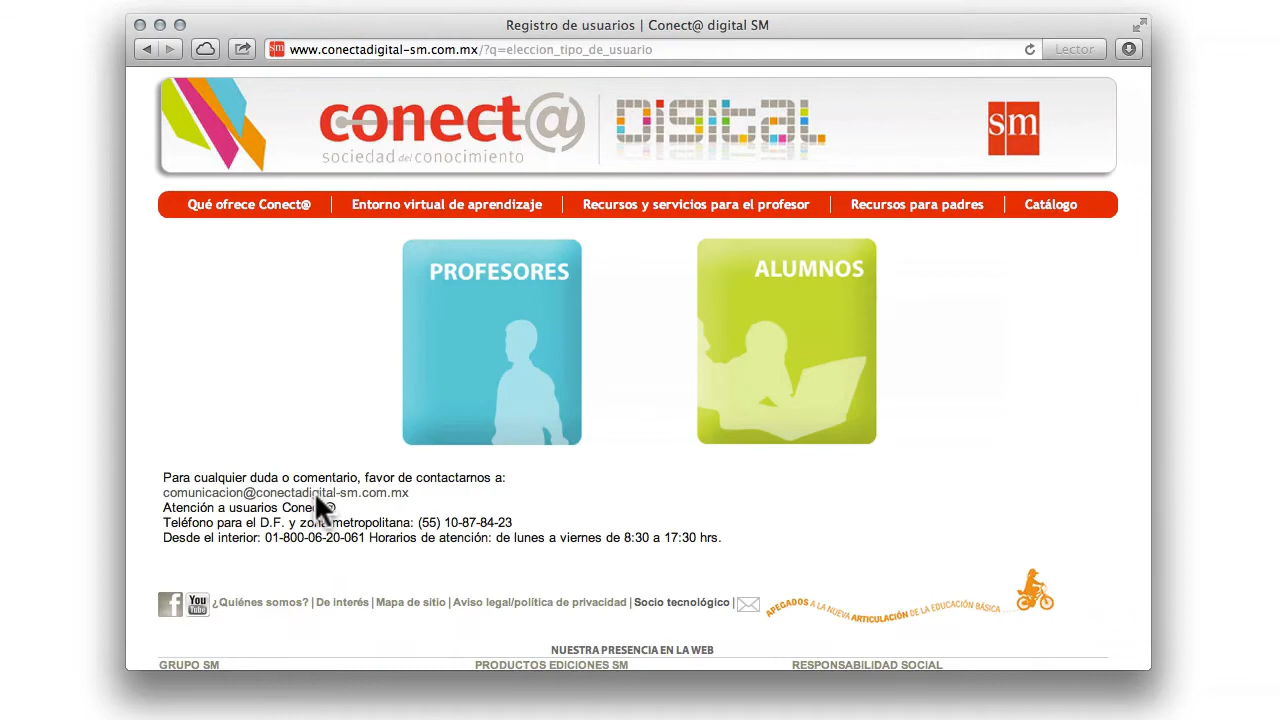 Registro de usuarios | Conect@ digital SM
www.conectadigital-sm.com.mx/?q=eleccion_tipo_de_usuario
Lector
conect@
sociedad del conocimiento
DIGITAL
sm
Qué ofrece Conect@
Entorno virtual de aprendizaje
Recursos y servicios para el profesor
Recursos para padres
Catálogo
PROFESORES
ALUMNOS
Para cualquier duda o comentario, favor de contactarnos a:
comunicacion@conectadigital-sm.com.mx
Atención a usuarios Conect@
Teléfono para el D.F. y zona metropolitana: (55) 10-87-84-23
Desde el interior: 01-800-06-20-061 Horarios de atención: de lunes a viernes de 8:30 a 17:30 hrs.
f You Tube ¿Quiénes somos? | De interés | Mapa de sitio | Aviso legal/política de privacidad | Socio tecnológico |
APEGADOS A LA NUEVA ARTICULACIÓN DE LA EDUCACIÓN BÁSICA
NUESTRA PRESENCIA EN LA WEB
GRUPO SM
PRODUCTOS EDICIONES SM
RESPONSABILIDAD SOCIAL